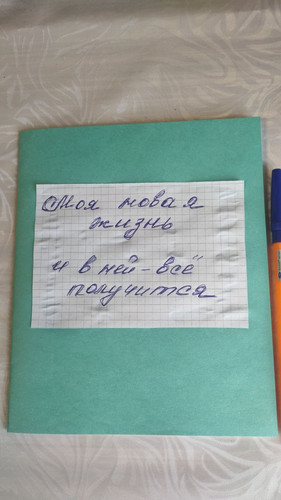 Моя новая
жизнь
и в ней - всё
получится